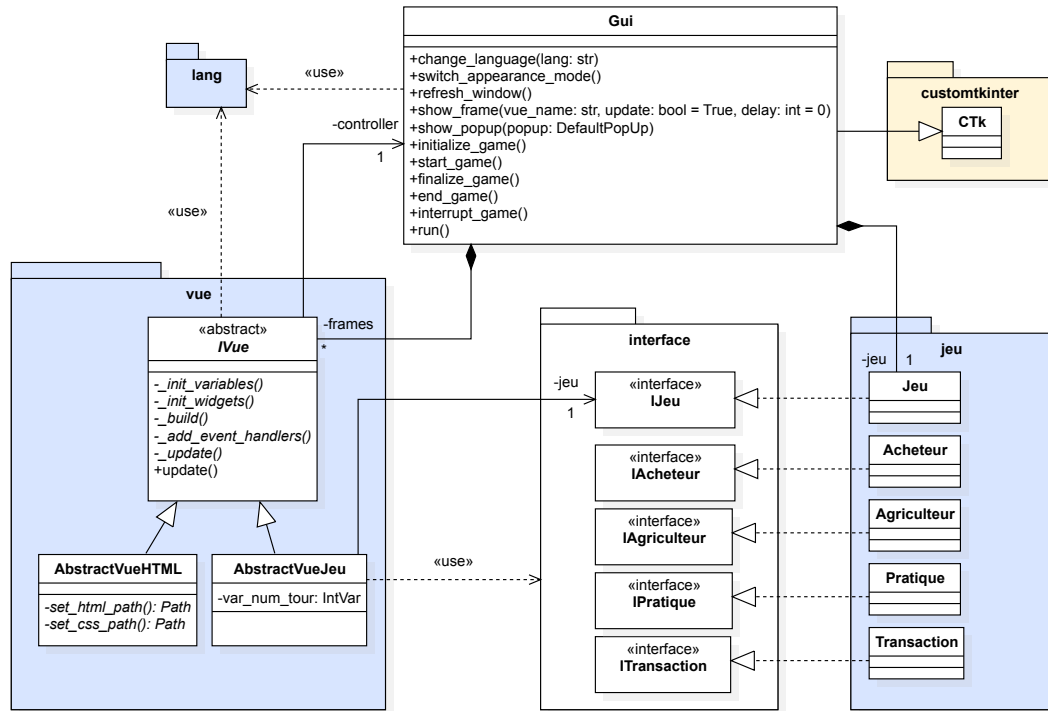 Gui
+change_language(lang: str)
+switch_appearance_mode()
+refresh_window()
+show_frame(vue_name: str, update: bool = True, delay: int = 0)
+show_popup(popup: DefaultPopUp)
+initialize_game()
+start_game()
+finalize_game()
+end_game()
+interrupt_game()
+run()
lang
«use»
«use»
-controller
1
customtkinter
CTk
vue
«abstract»
IVue
-_init_variables()
-_init_widgets()
-_build()
-_add_event_handlers()
-_update()
+update()
-frames
*
AbstractVueHTML
-set_html_path(): Path
-set_css_path(): Path
AbstractVueJeu
-var_num_tour: IntVar
-jeu
1
«use»
interface
«interface»
IJeu
«interface»
IAcheteur
«interface»
IAgriculteur
«interface»
IPratique
«interface»
ITransaction
jeu
-jeu
1
Jeu
Acheteur
Agriculteur
Pratique
Transaction